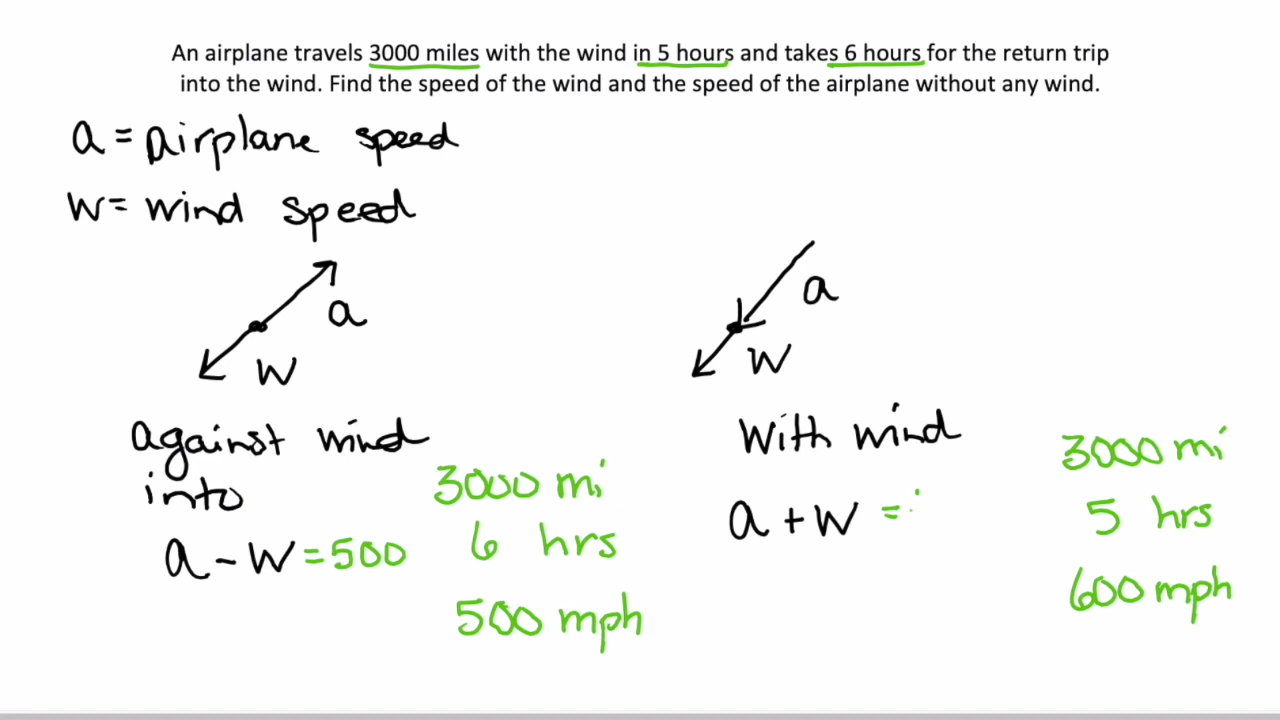 An airplane travels 3000 miles with the wind in 5 hours and takes 6 hours for the return trip
into the wind. Find the speed of the wind and the speed of the airplane without any wind.
a = airplane speed
w = wind speed
a
w
against wind
into
a - w = 500
3000 mi
6 hrs
500 mph
a
w
with wind
a + w =
3000 mi
5 hrs
600 mph